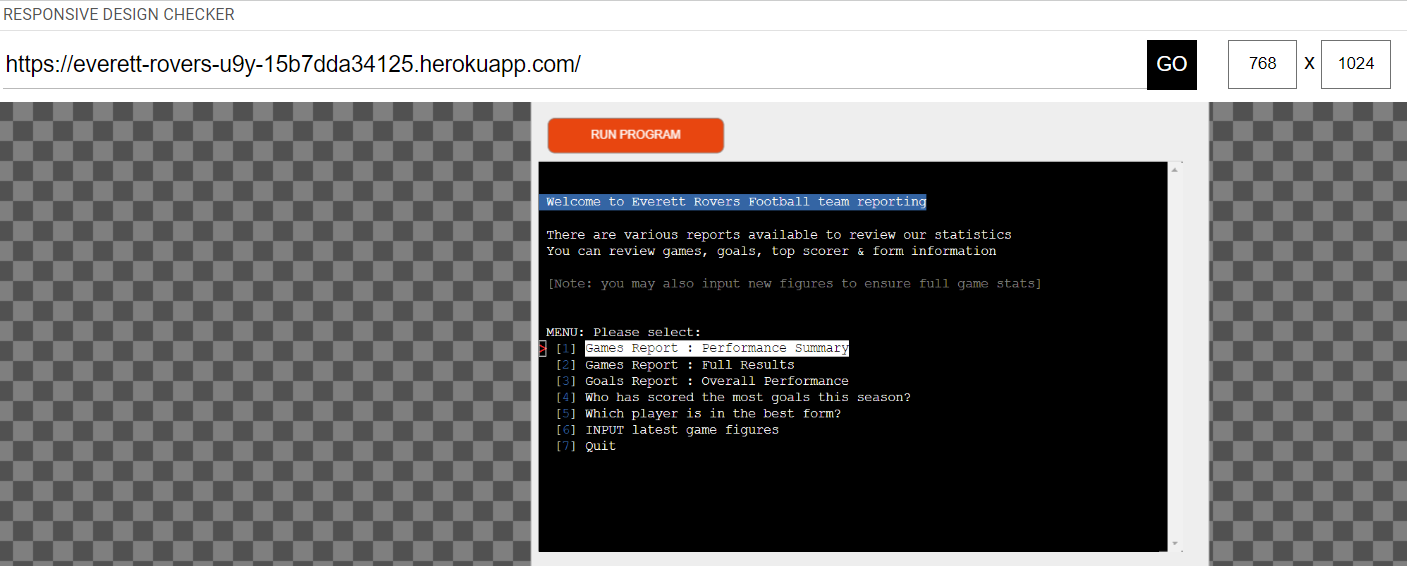 RESPONSIVE DESIGN CHECKER
https://everett-rovers-u9y-15b7dda34125.herokuapp.com/ GO 768 X 1024
RUN PROGRAM
Welcome to Everett Rovers Football team reporting
There are various reports available to review our statistics
You can review games, goals, top scorer & form information
[Note: you may also input new figures to ensure full game stats]
MENU: Please select:
> [1] Games Report : Performance Summary
[2] Games Report : Full Results
[3] Goals Report : Overall Performance
[4] Who has scored the most goals this season?
[5] Which player is in the best form?
[6] INPUT latest game figures
[7] Quit